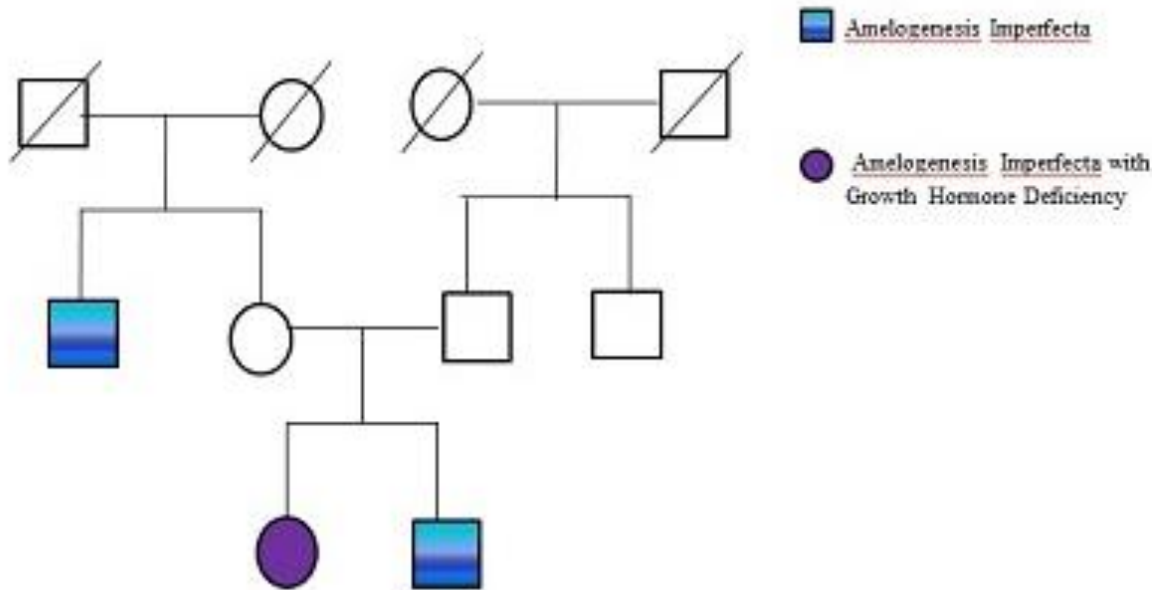 Amelogenesis Imperfecta
Amelogenesis Imperfecta with
Growth Hormone Deficiency